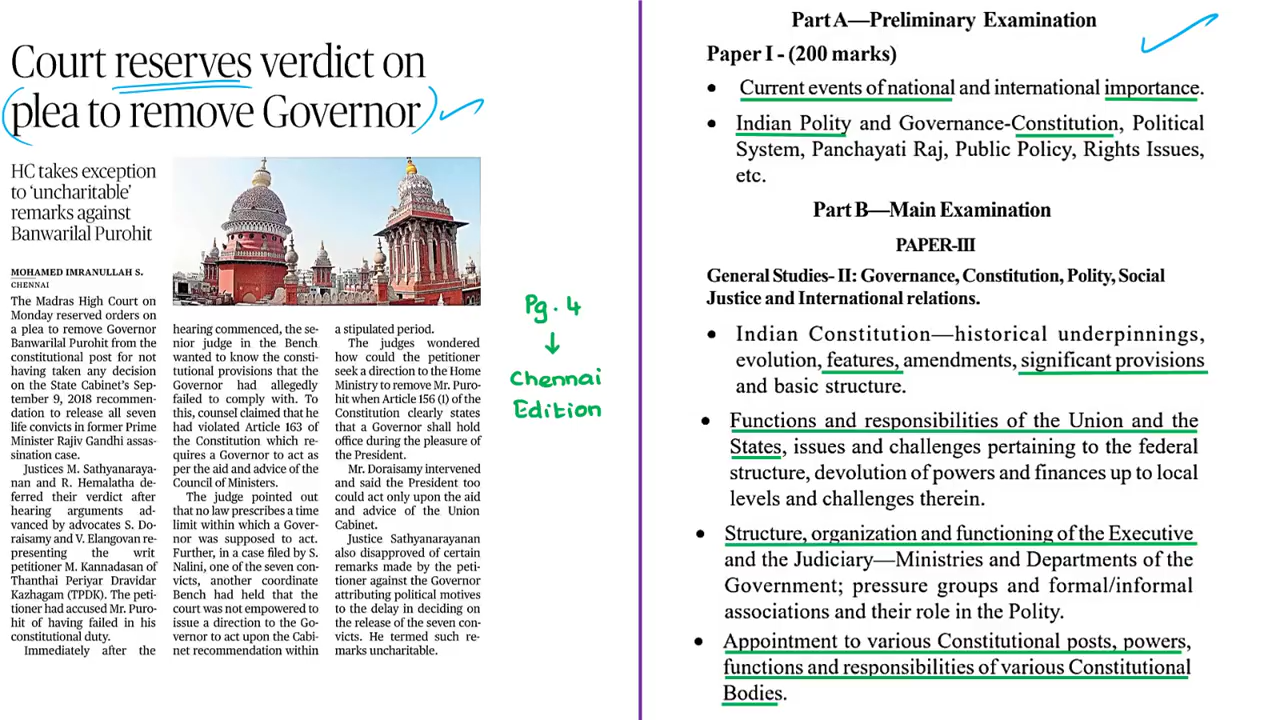 Court reserves verdict on
plea to remove Governor
HC takes exception
to ‘uncharitable’
remarks against
Banwarilal Purohit
MOHAMED IMRANULLAH S.
CHENNAI
The Madras High Court on
Monday reserved orders on
a plea to remove Governor
Banwarilal Purohit from the
constitutional post for not
having taken any decision
on the State Cabinet’s Sep-
tember 9, 2018 recommen-
dation to release all seven
life convicts in former Prime
Minister Rajiv Gandhi assas-
sination case.
Justices M. Sathyanaraya-
nan and R. Hemalatha de-
ferred their verdict after
hearing arguments ad-
vanced by advocates S. Do-
raisamy and V. Elangovan re-
presenting the writ
petitioner M. Kannadasan of
Thanthai Periyar Dravidar
Kazhagam (TPDK). The peti-
tioner had accused Mr. Puro-
hit of having failed in his
constitutional duty.
Immediately after the
hearing commenced, the se-
nior judge in the Bench
wanted to know the consti-
tutional provisions that the
Governor had allegedly
failed to comply with. To
this, counsel claimed that he
had violated Article 163 of
the Constitution which re-
quires a Governor to act as
per the aid and advice of the
Council of Ministers.
The judge pointed out
that no law prescribes a time
limit within which a Gover-
nor was supposed to act.
Further, in a case filed by S.
Nalini, one of the seven con-
victs, another coordinate
Bench had held that the
court was not empowered to
issue a direction to the Go-
vernor to act upon the Cabi-
net recommendation within
a stipulated period.
The judges wondered
how could the petitioner
seek a direction to the Home
Ministry to remove Mr. Puro-
hit when Article 156 (1) of the
Constitution clearly states
that a Governor shall hold
office during the pleasure of
the President.
Mr. Doraisamy intervened
and said the President too
could act only upon the aid
and advice of the Union
Cabinet.
Justice Sathyanarayanan
also disapproved of certain
remarks made by the peti-
tioner against the Governor
attributing political motives
to the delay in deciding on
the release of the seven con-
victs. He termed such re-
marks uncharitable.
Pg. 4
↓
Chennai
Edition
Part A—Preliminary Examination
Paper I - (200 marks)
• Current events of national and international importance.
• Indian Polity and Governance-Constitution, Political
System, Panchayati Raj, Public Policy, Rights Issues,
etc.
Part B—Main Examination
PAPER-III
General Studies- II: Governance, Constitution, Polity, Social
Justice and International relations.
• Indian Constitution—historical underpinnings,
evolution, features, amendments, significant provisions
and basic structure.
• Functions and responsibilities of the Union and the
States, issues and challenges pertaining to the federal
structure, devolution of powers and finances up to local
levels and challenges therein.
• Structure, organization and functioning of the Executive
and the Judiciary—Ministries and Departments of the
Government; pressure groups and formal/informal
associations and their role in the Polity.
• Appointment to various Constitutional posts, powers,
functions and responsibilities of various Constitutional
Bodies.